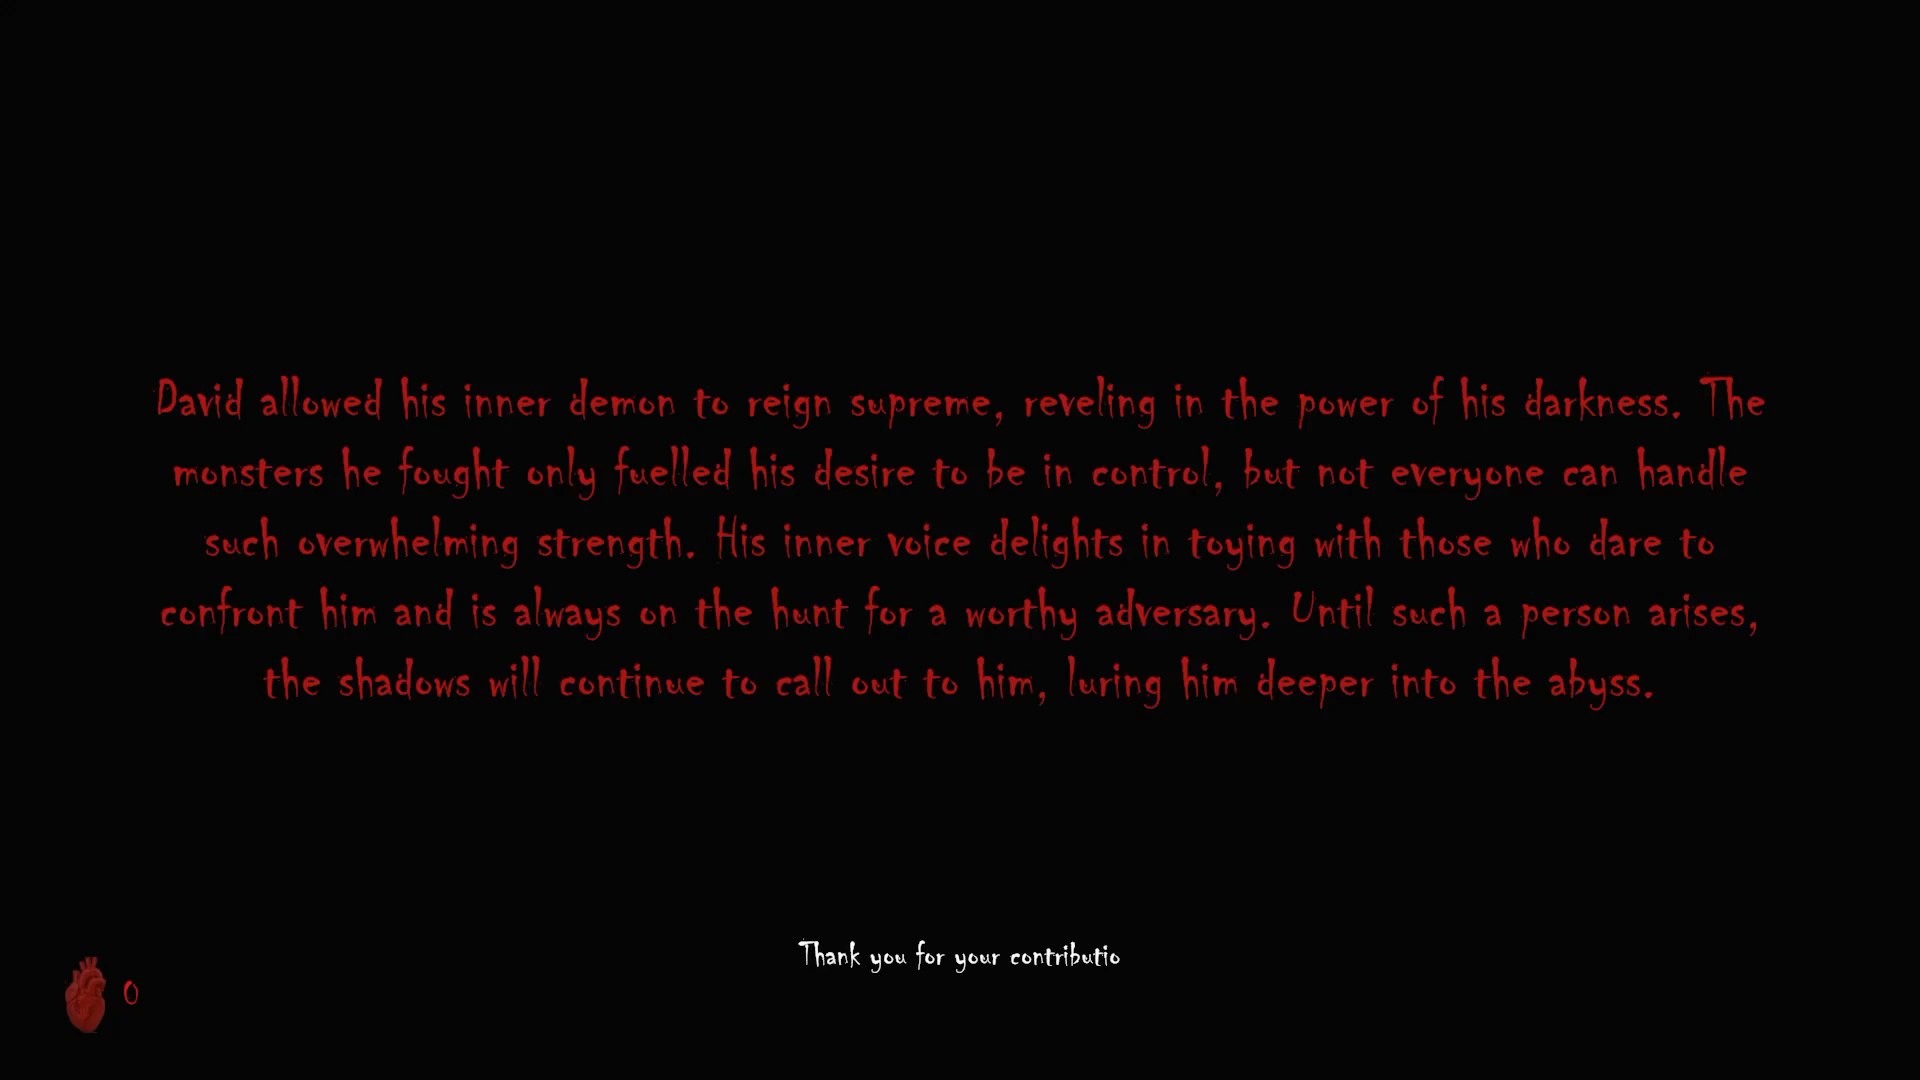 David allowed his inner demon to reign supreme, reveling in the power of his darkness. The
monsters he fought only fuelled his desire to be in control, but not everyone can handle
such overwhelming strength. His inner voice delights in toying with those who dare to
confront him and is always on the hunt for a worthy adversary. Until such a person arises,
the shadows will continue to call out to him, luring him deeper into the abyss.
Thank you for your contributio
0